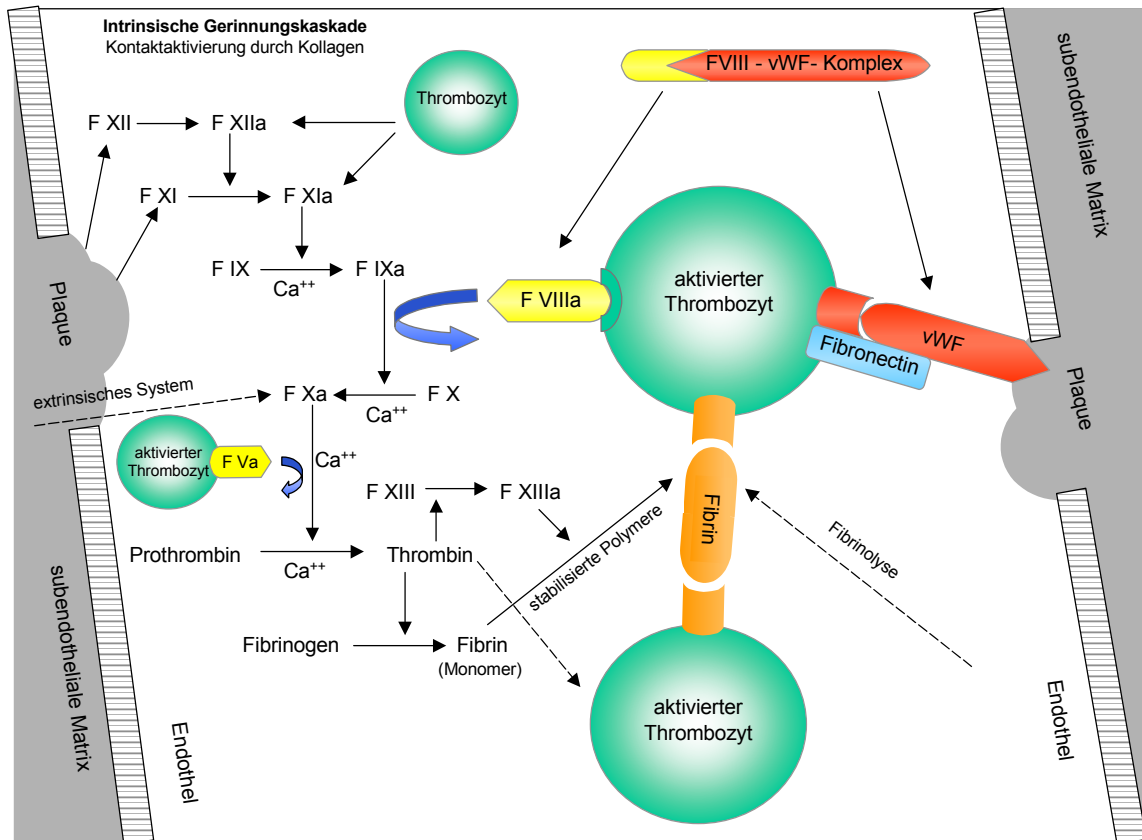 Intrinsische Gerinnungskaskade
Kontaktaktivierung durch Kollagen
FVIII - vWF- Komplex
subendotheliale Matrix
Thrombozyt
F XII
F XIIa
F XI
F XIa
Plaque
F IX
Ca⁺⁺
F IXa
F VIIIa
aktivierter
Thrombozyt
vWF
Fibronectin
Plaque
extrinsisches System
F Xa
Ca⁺⁺
F X
aktivierter
Thrombozyt
F Va
Ca⁺⁺
F XIII
F XIIIa
Fibrin
stabilisierte Polymere
Fibrinolyse
Prothrombin
Ca⁺⁺
Thrombin
Fibrinogen
Fibrin
(Monomer)
subendotheliale Matrix
Endothel
aktivierter
Thrombozyt
Endothel